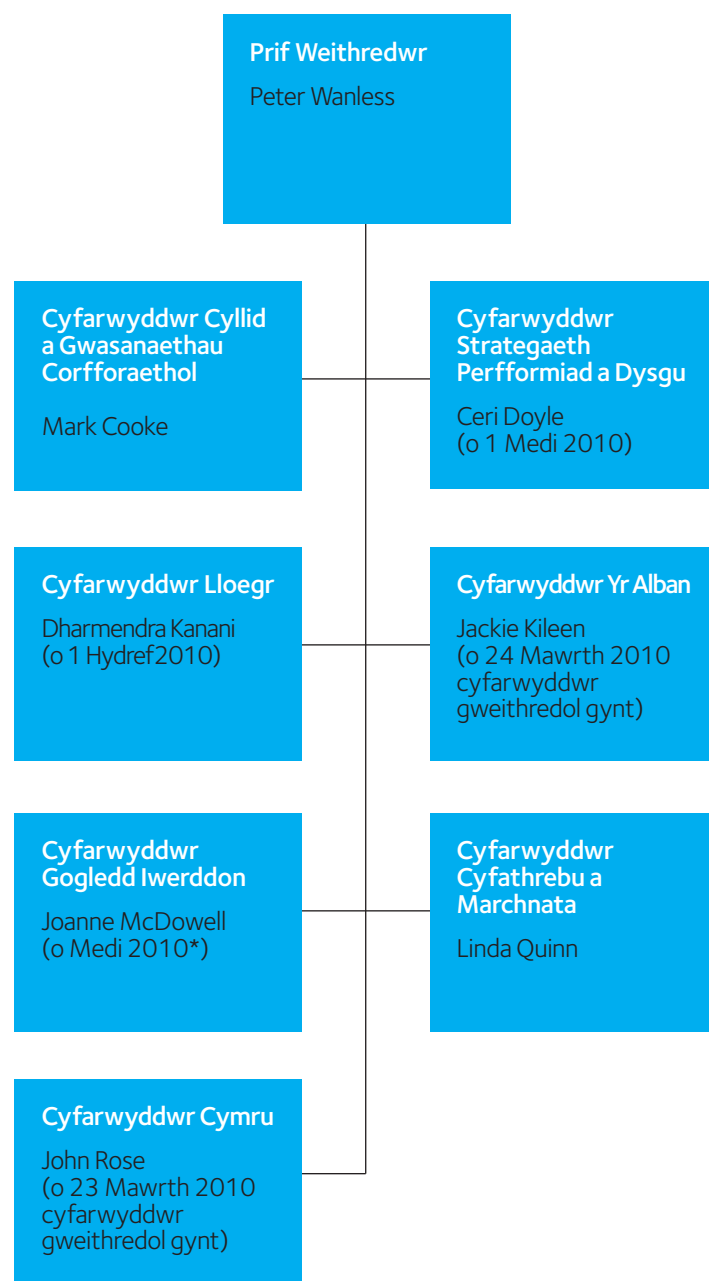 Prif Weithredwr
Peter Wanless
Cyfarwyddwr Cyllid
a Gwasanaethau
Corfforaethol
Mark Cooke
Cyfarwyddwr
Strategaeth
Perfformiad a Dysgu
Ceri Doyle
(o 1 Medi 2010)
Cyfarwyddwr Lloegr
Dharmendra Kanani
(o 1 Hydref2010)
Cyfarwyddwr Yr Alban
Jackie Kileen
(o 24 Mawrth 2010
cyfarwyddwr
gweithredol gynt)
Cyfarwyddwr
Gogledd Iwerddon
Joanne McDowell
(o Medi 2010*)
Cyfarwyddwr
Cyfathrebu a
Marchnata
Linda Quinn
Cyfarwyddwr Cymru
John Rose
(o 23 Mawrth 2010
cyfarwyddwr
gweithredol gynt)